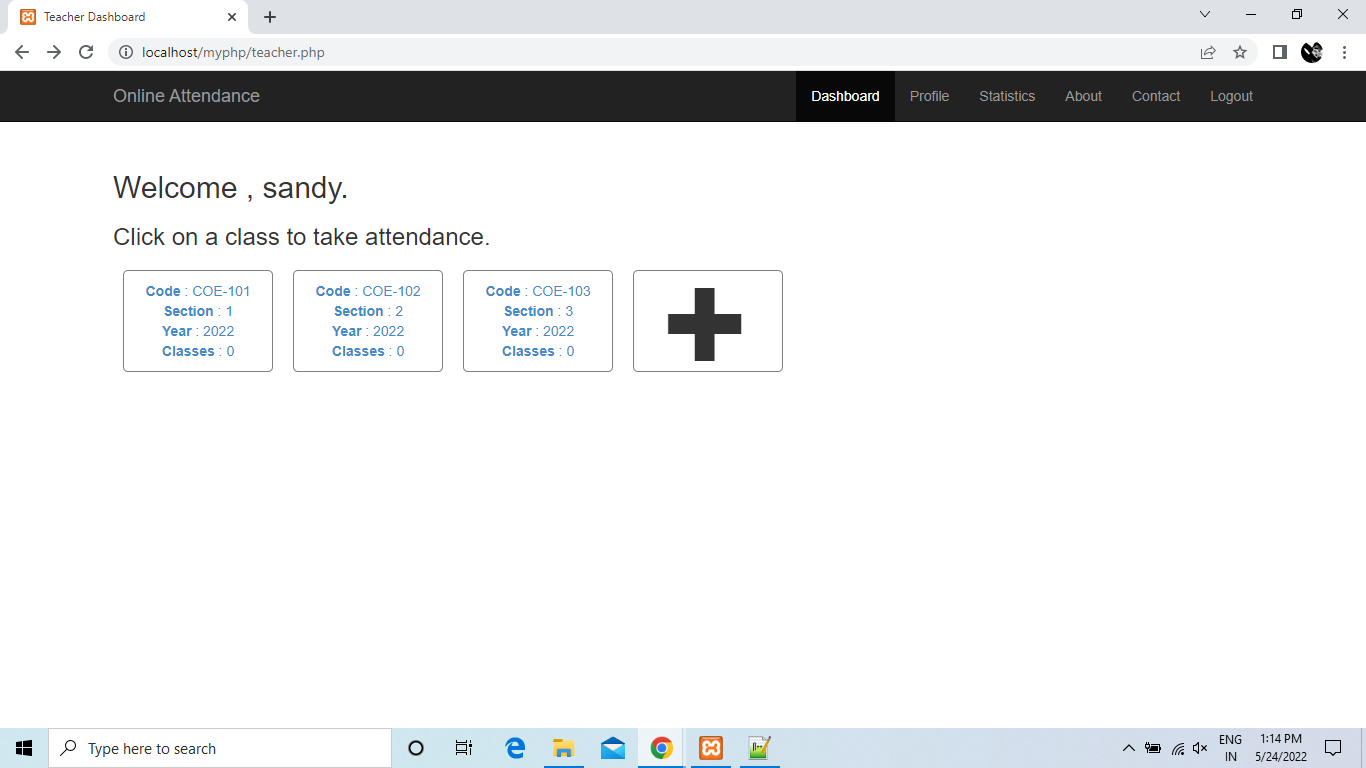 Teacher Dashboard
localhost/myphp/teacher.php
Online Attendance
Dashboard Profile Statistics About Contact Logout
Welcome , sandy.
Click on a class to take attendance.
Code : COE-101
Section : 1
Year : 2022
Classes : 0
Code : COE-102
Section : 2
Year : 2022
Classes : 0
Code : COE-103
Section : 3
Year : 2022
Classes : 0
Type here to search
ENG
IN
1:14 PM
5/24/2022